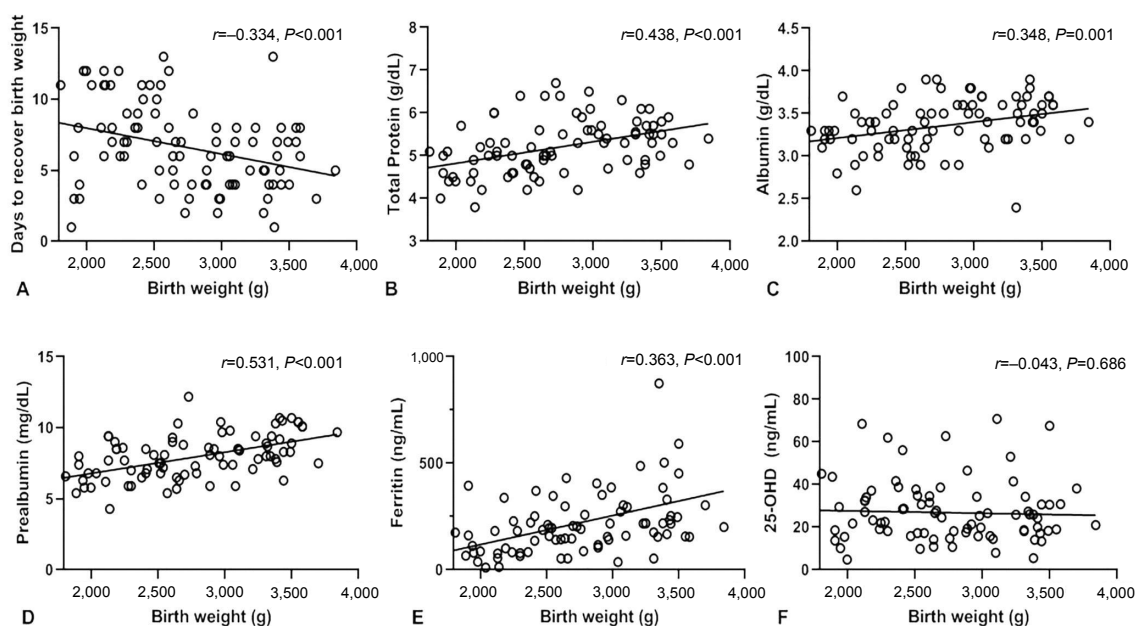 r=–0.334, P<0.001
Days to recover birth weight
15
10
5
0
2,000 2,500 3,000 3,500 4,000
Birth weight (g)
A
r=0.438, P<0.001
Total Protein (g/dL)
8
7
6
5
4
3
2,000 2,500 3,000 3,500 4,000
Birth weight (g)
B
r=0.348, P=0.001
Albumin (g/dL)
4.5
4.0
3.5
3.0
2.5
2.0
2,000 2,500 3,000 3,500 4,000
Birth weight (g)
C
r=0.531, P<0.001
Prealbumin (mg/dL)
15
10
5
0
2,000 2,500 3,000 3,500 4,000
Birth weight (g)
D
r=0.363, P<0.001
Ferritin (ng/mL)
1,000
500
0
2,000 2,500 3,000 3,500 4,000
Birth weight (g)
E
r=–0.043, P=0.686
25-OHD (ng/mL)
100
80
60
40
20
0
2,000 2,500 3,000 3,500 4,000
Birth weight (g)
F